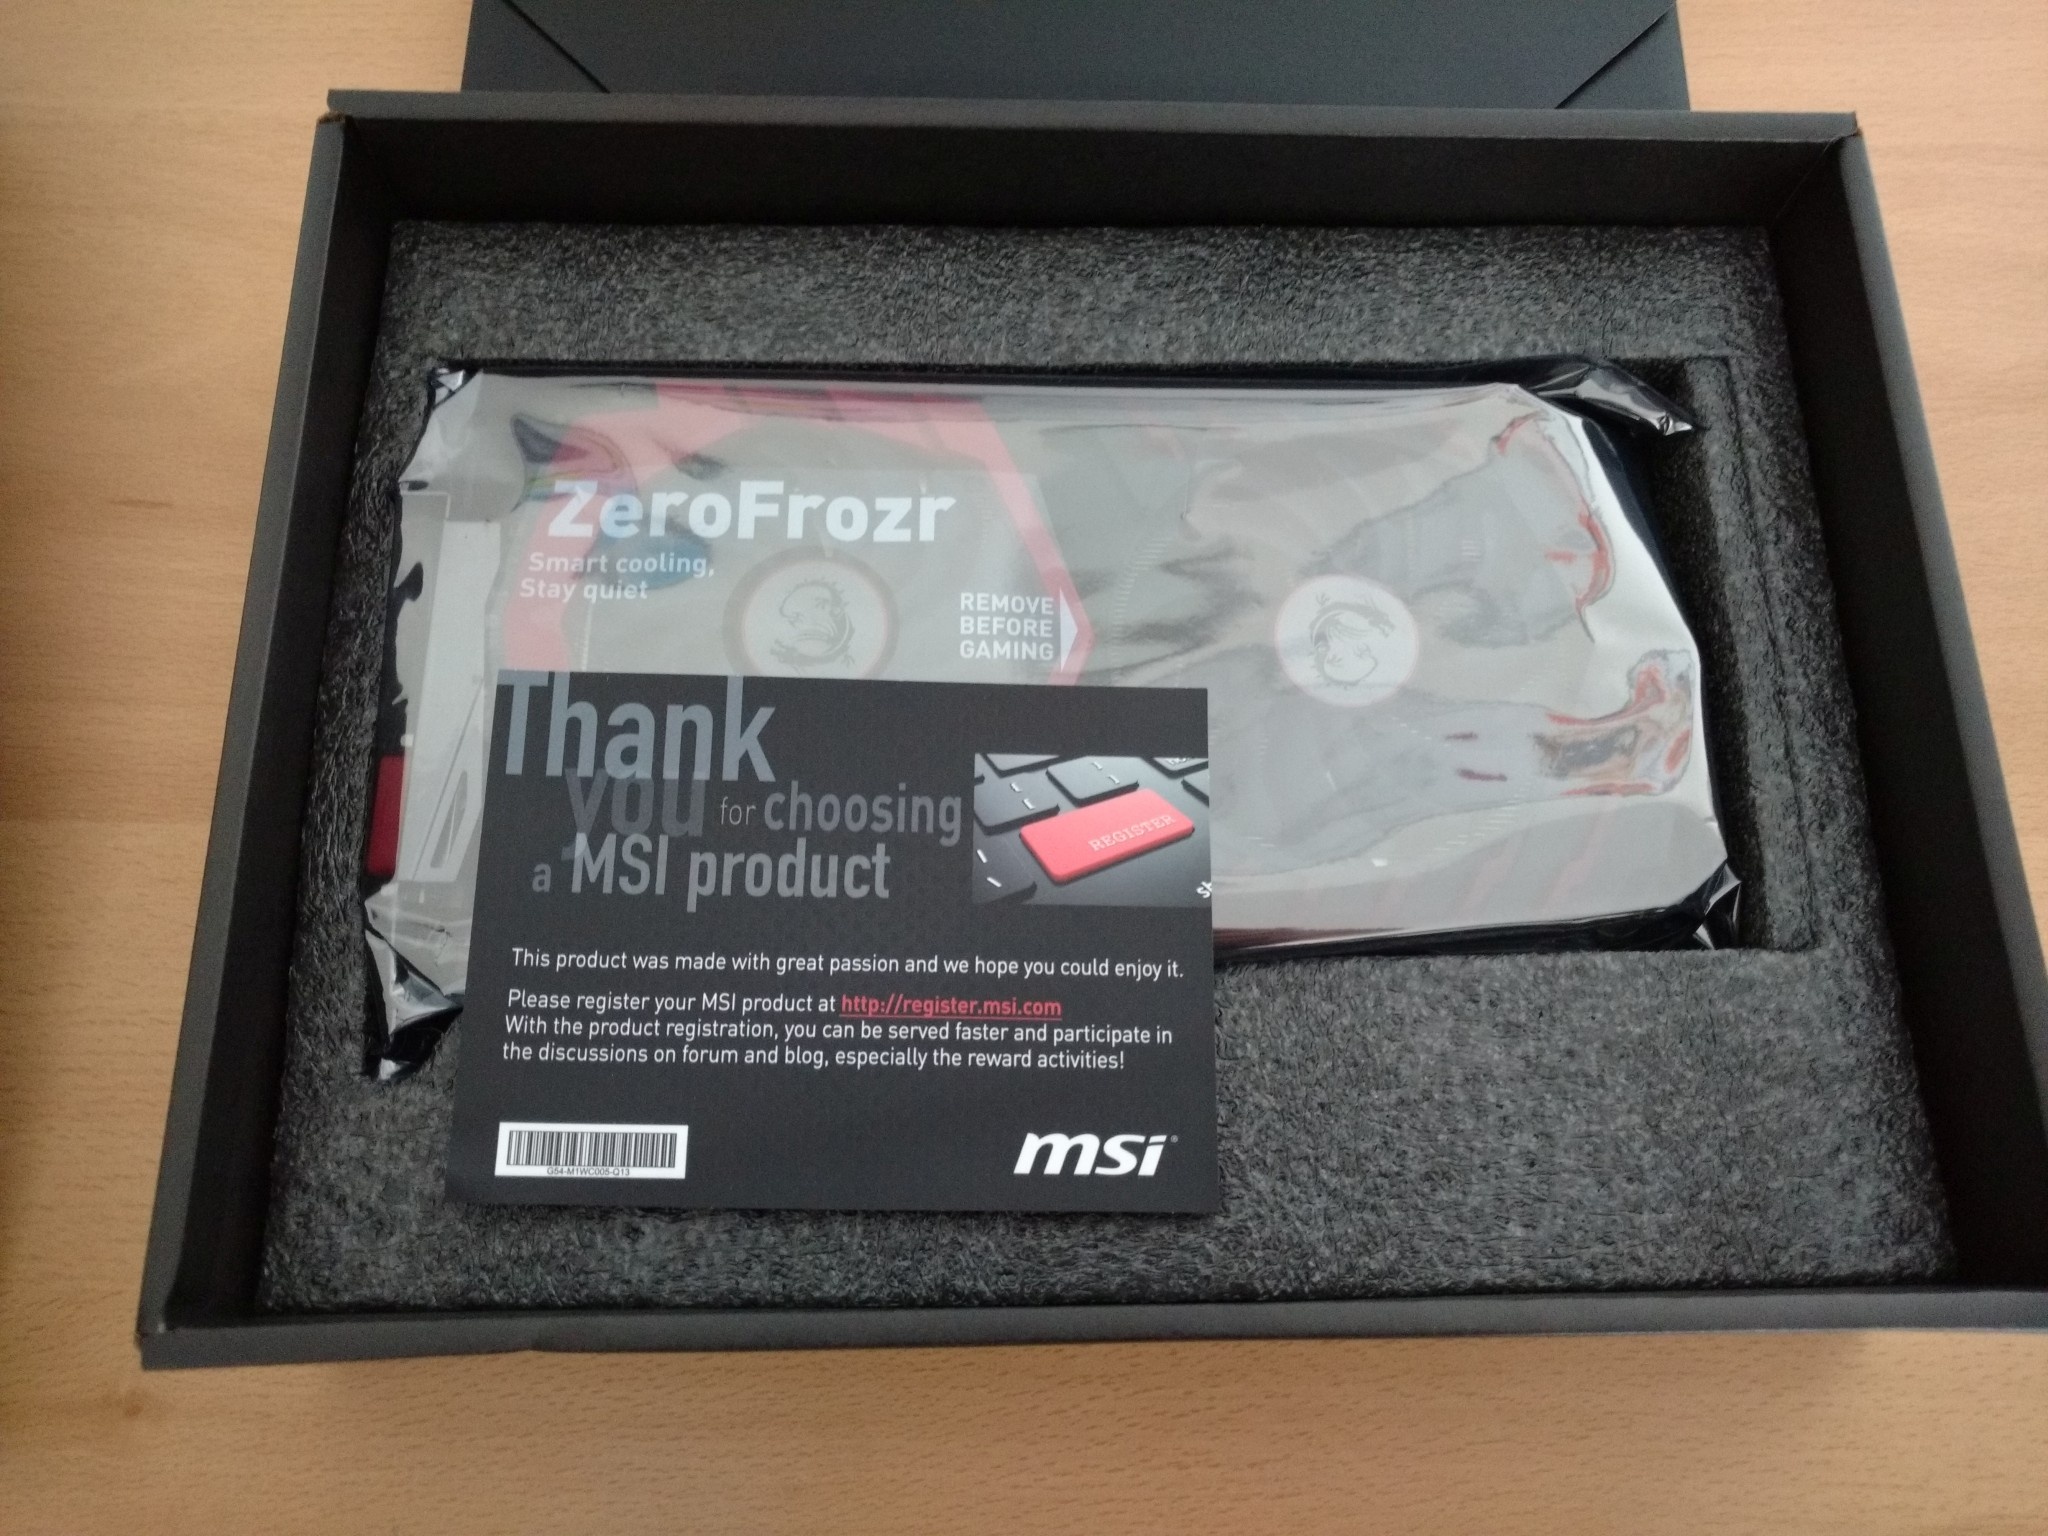 ZeroFrozr
Smart cooling,
Stay quiet
REMOVE
BEFORE
GAMING
Thank
you for choosing
a MSI product
REGISTER
This product was made with great passion and we hope you could enjoy it.
Please register your MSI product at http://register.msi.com
With the product registration, you can be served faster and participate in
the discussions on forum and blog, especially the reward activities!
G54-M1WC005-Q13
msi